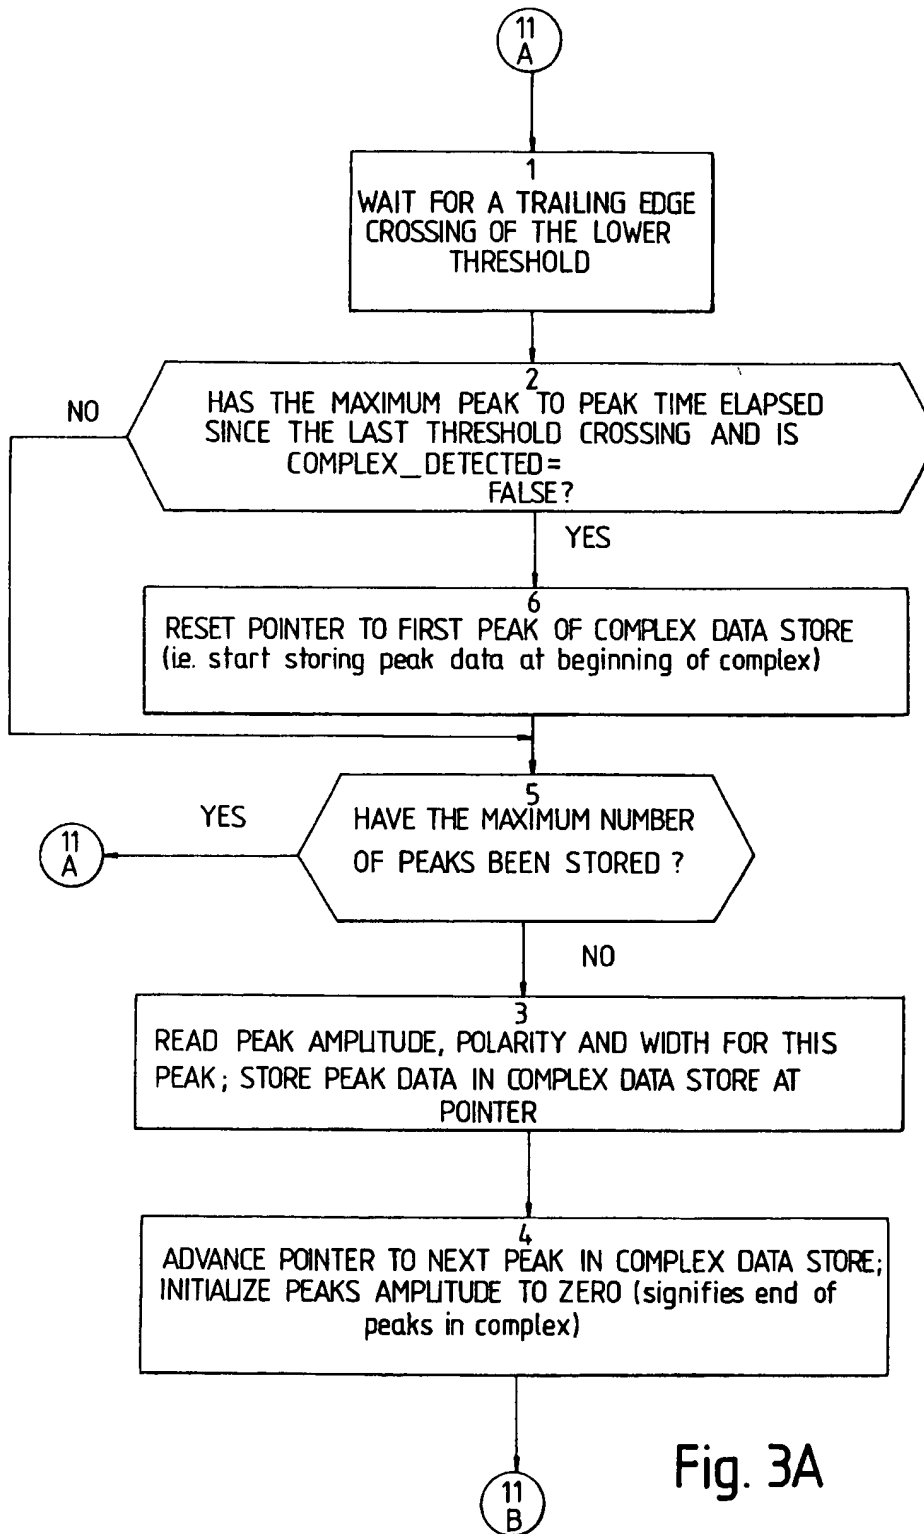 11
A
1
WAIT FOR A TRAILING EDGE
CROSSING OF THE LOWER
THRESHOLD
2
NO
HAS THE MAXIMUM PEAK TO PEAK TIME ELAPSED
SINCE THE LAST THRESHOLD CROSSING AND IS
COMPLEX_DETECTED=
FALSE?
YES
6
RESET POINTER TO FIRST PEAK OF COMPLEX DATA STORE
(ie. start storing peak data at beginning of complex)
5
YES
HAVE THE MAXIMUM NUMBER
OF PEAKS BEEN STORED ?
11
A
NO
3
READ PEAK AMPLITUDE, POLARITY AND WIDTH FOR THIS
PEAK; STORE PEAK DATA IN COMPLEX DATA STORE AT
POINTER
4
ADVANCE POINTER TO NEXT PEAK IN COMPLEX DATA STORE;
INITIALIZE PEAKS AMPLITUDE TO ZERO (signifies end of
peaks in complex)
Fig. 3A
11
B